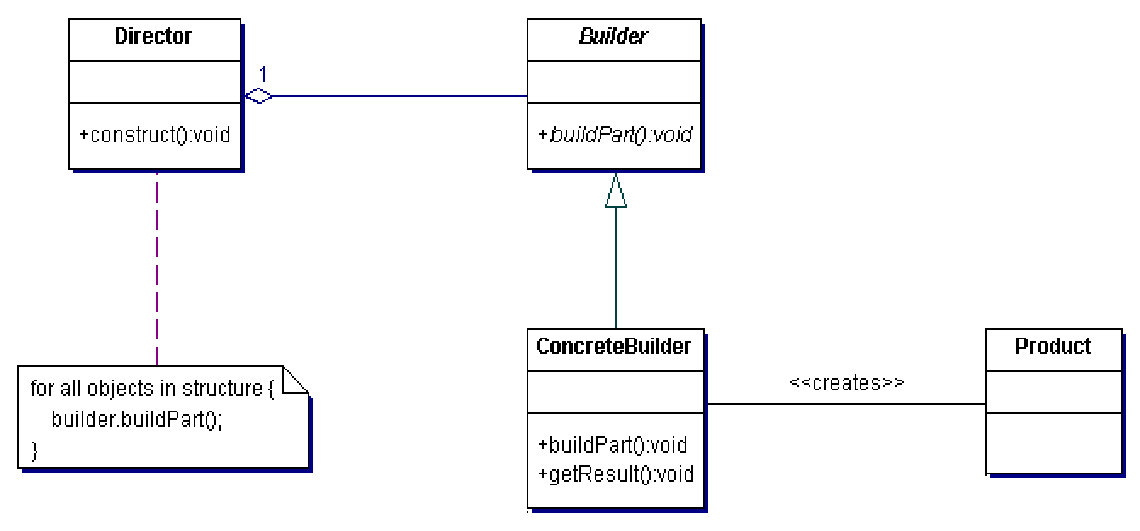 Director
+construct():void
1
Builder
+buildPart():void
for all objects in structure {
builder.buildPart();
}
ConcreteBuilder
+buildPart():void
+getResult():void
<<creates>>
Product